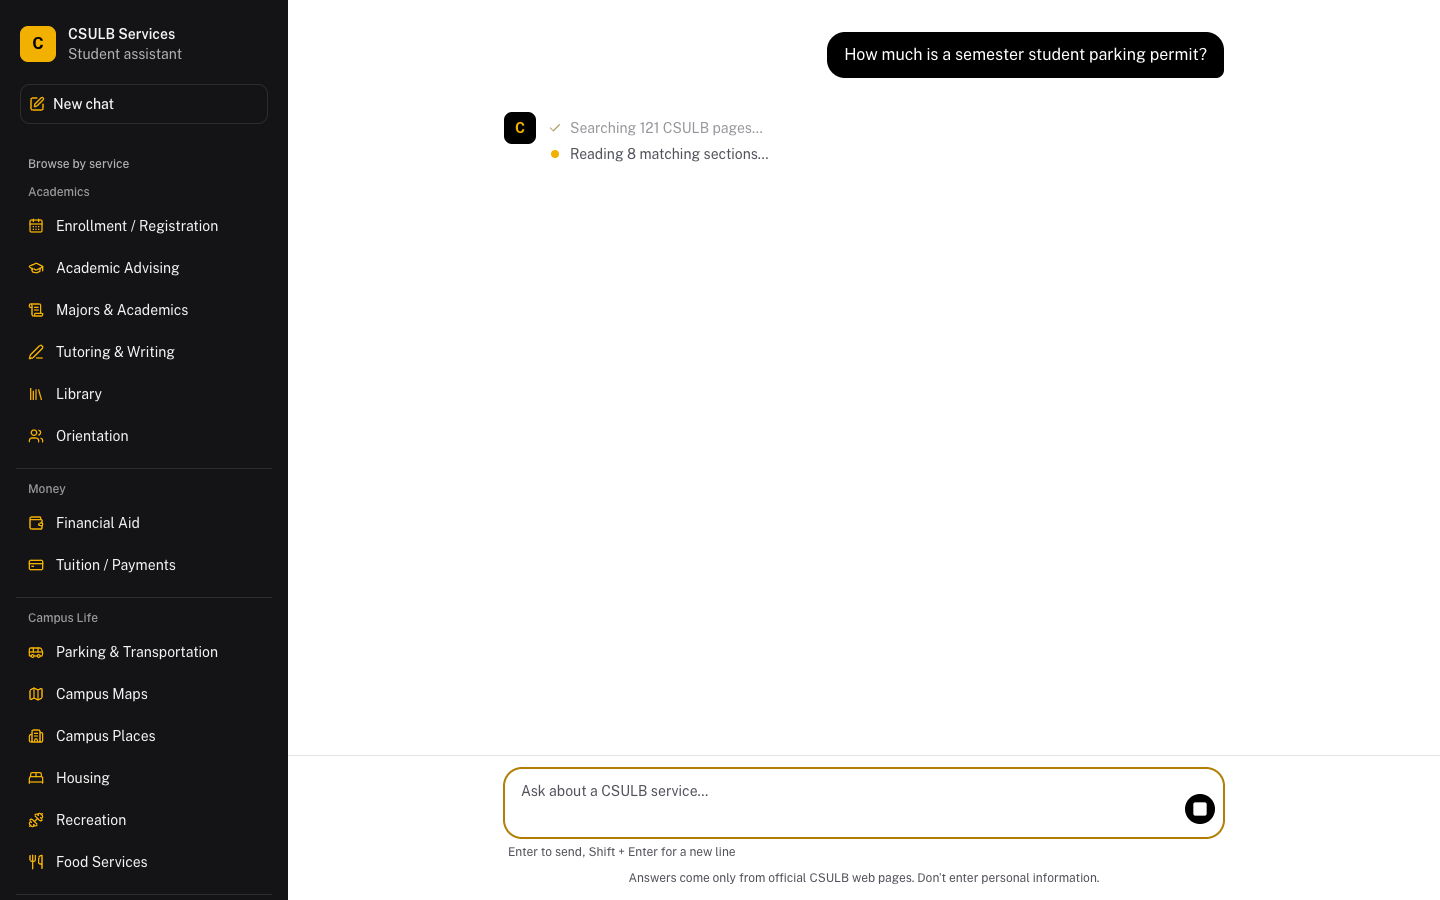 C
CSULB Services
Student assistant
New chat
Browse by service
Academics
Enrollment / Registration
Academic Advising
Majors & Academics
Tutoring & Writing
Library
Orientation
Money
Financial Aid
Tuition / Payments
Campus Life
Parking & Transportation
Campus Maps
Campus Places
Housing
Recreation
Food Services
How much is a semester student parking permit?
C
Searching 121 CSULB pages...
Reading 8 matching sections...
Ask about a CSULB service...
Enter to send, Shift + Enter for a new line
Answers come only from official CSULB web pages. Don't enter personal information.